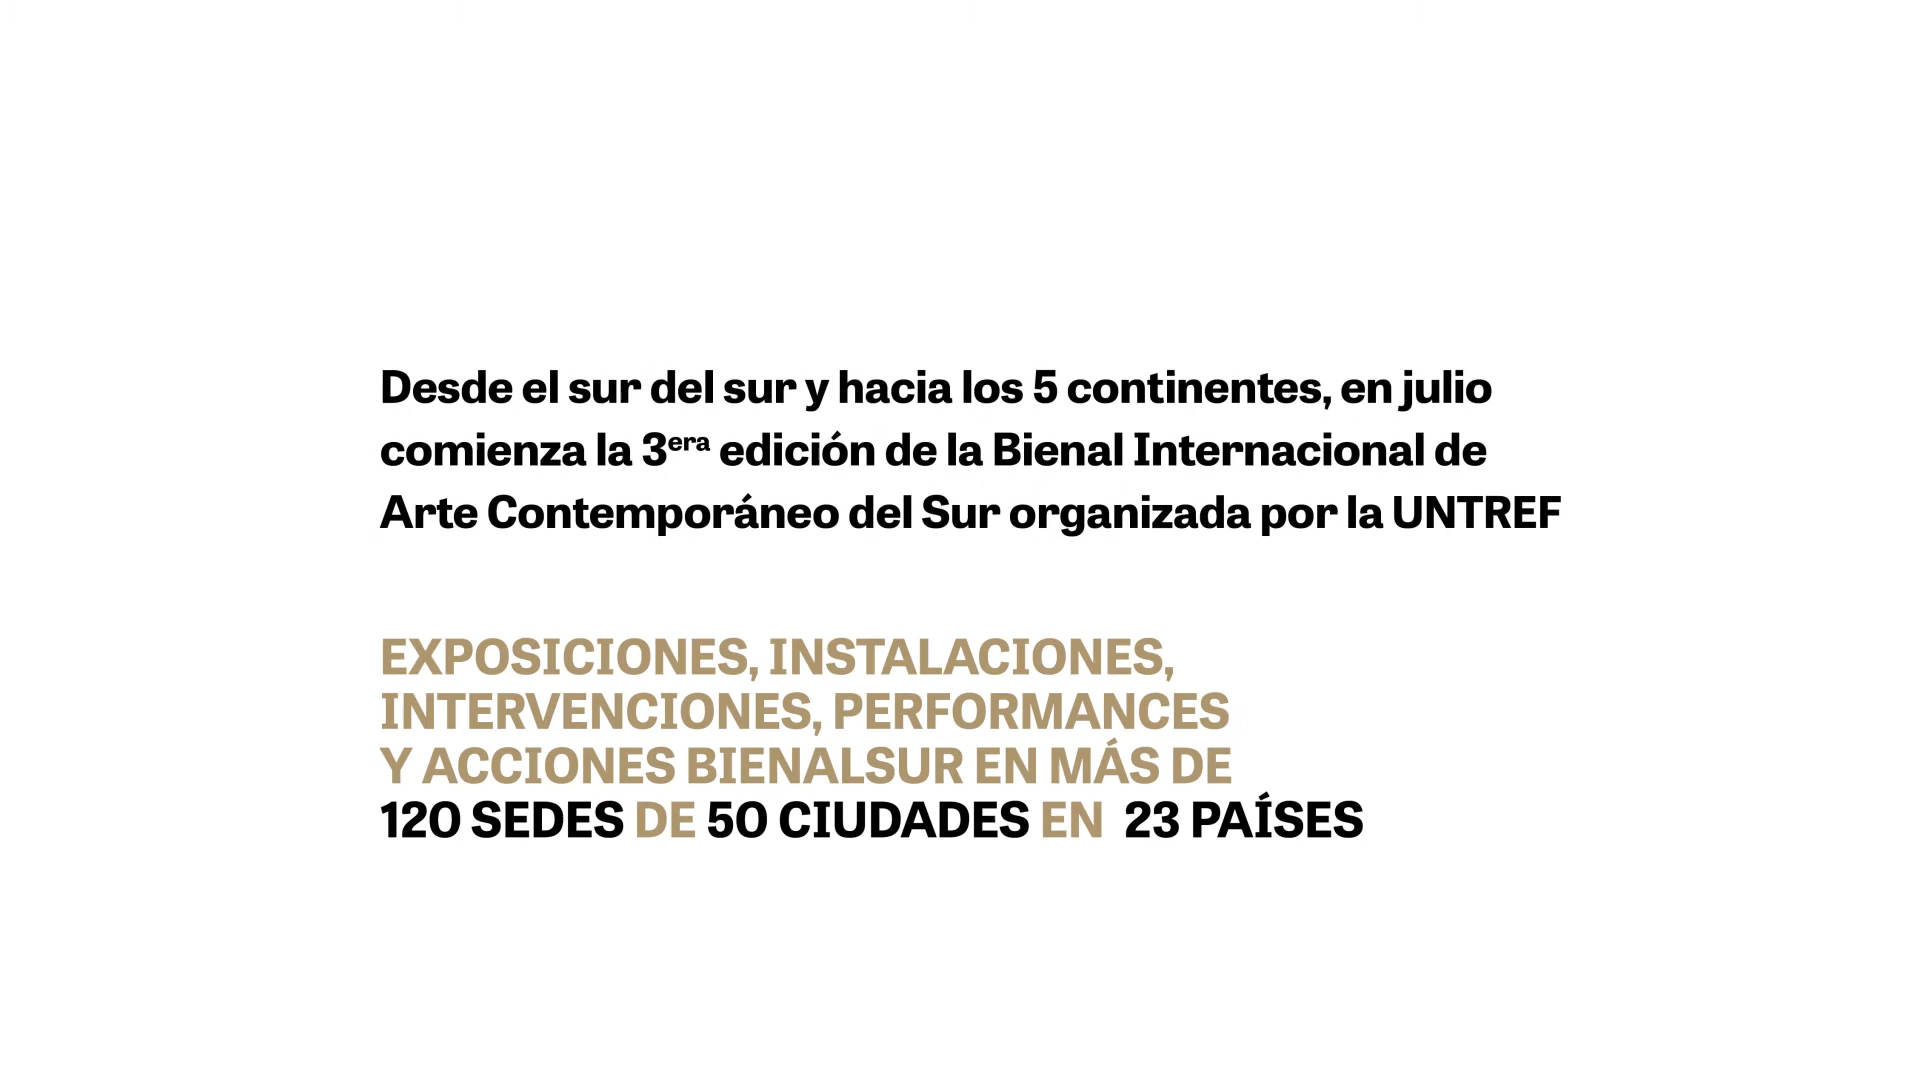 Desde el sur del sur y hacia los 5 continentes, en julio
comienza la 3era edición de la Bienal Internacional de
Arte Contemporáneo del Sur organizada por la UNTREF
EXPOSICIONES, INSTALACIONES,
INTERVENCIONES, PERFORMANCES
Y ACCIONES BIENALSUR EN MÁS DE
120 SEDES DE 50 CIUDADES EN 23 PAÍSES